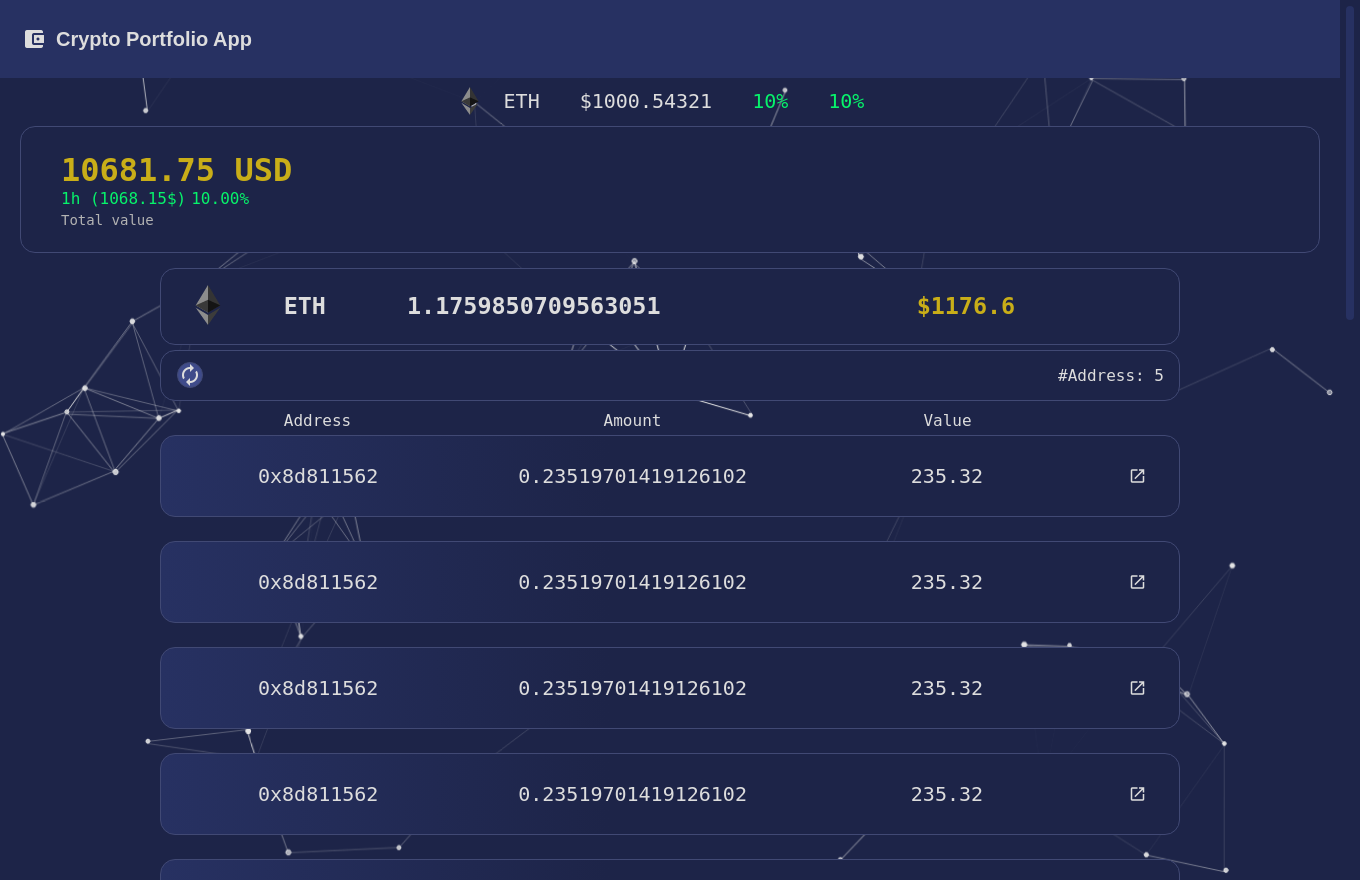 Crypto Portfolio App
ETH $1000.54321 10% 10%
10681.75 USD
1h (1068.15$) 10.00%
Total value
ETH 1.1759850709563051 $1176.6
#Address: 5
Address Amount Value
0x8d811562 0.23519701419126102 235.32
0x8d811562 0.23519701419126102 235.32
0x8d811562 0.23519701419126102 235.32
0x8d811562 0.23519701419126102 235.32